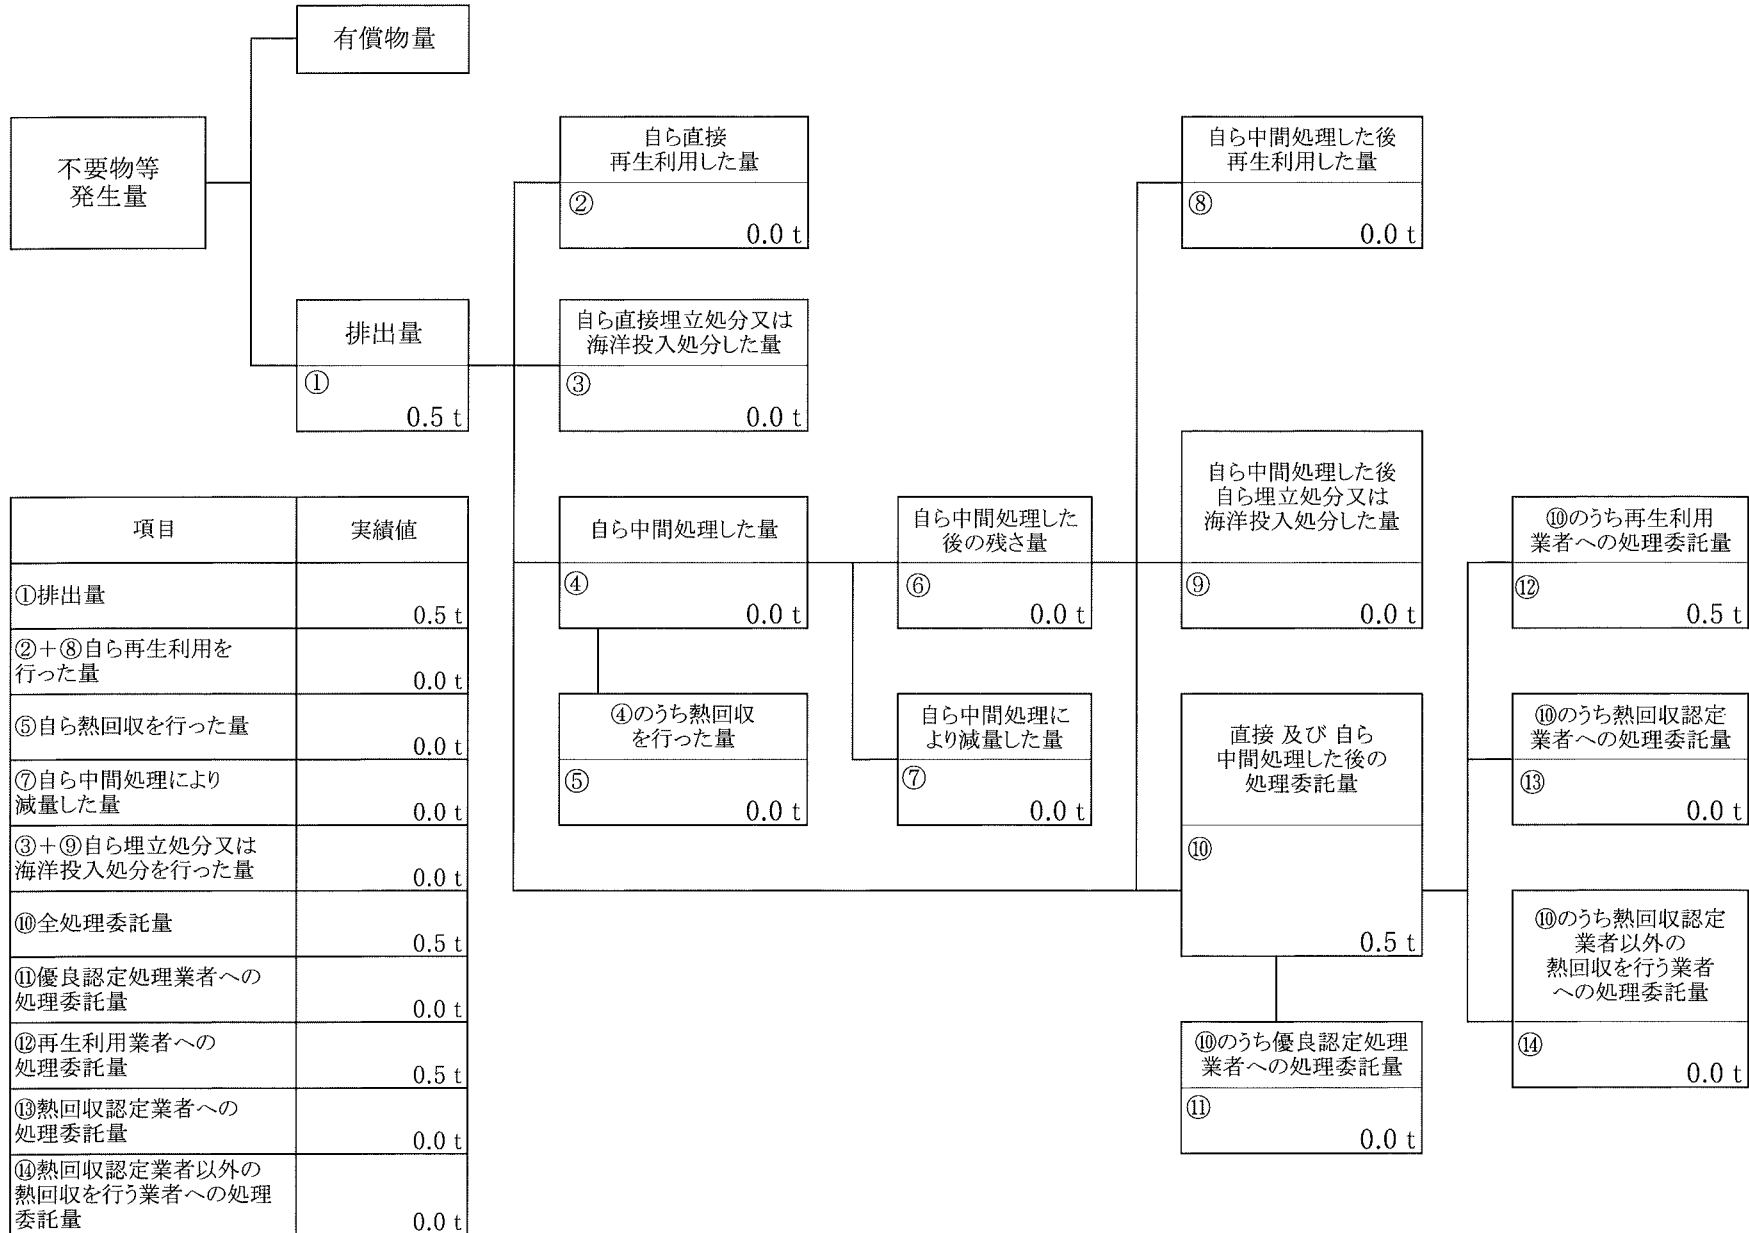 有償物量
不要物等
発生量
排出量
①
0.5 t
自ら直接
再生利用した量
②
0.0 t
自ら直接埋立処分又は
海洋投入処分した量
③
0.0 t
自ら中間処理した量
④
0.0 t
④のうち熱回収
を行った量
⑤
0.0 t
自ら中間処理した
後の残さ量
⑥
0.0 t
自ら中間処理に
より減量した量
⑦
0.0 t
自ら中間処理した後
再生利用した量
⑧
0.0 t
自ら中間処理した後
自ら埋立処分又は
海洋投入処分した量
⑨
0.0 t
直接 及び 自ら
中間処理した後の
処理委託量
⑩
0.5 t
⑩のうち優良認定処理
業者への処理委託量
⑪
0.0 t
⑩のうち再生利用
業者への処理委託量
⑫
0.5 t
⑩のうち熱回収認定
業者への処理委託量
⑬
0.0 t
⑩のうち熱回収認定
業者以外の
熱回収を行う業者
への処理委託量
⑭
0.0 t
項目 実績値
①排出量
0.5 t
②+⑧自ら再生利用を
行った量
0.0 t
⑤自ら熱回収を行った量
0.0 t
⑦自ら中間処理により
減量した量
0.0 t
③+⑨自ら埋立処分又は
海洋投入処分を行った量
0.0 t
⑩全処理委託量
0.5 t
⑪優良認定処理業者への
処理委託量
0.0 t
⑫再生利用業者への
処理委託量
0.5 t
⑬熱回収認定業者への
処理委託量
0.0 t
⑭熱回収認定業者以外の
熱回収を行う業者への処理
委託量
0.0 t